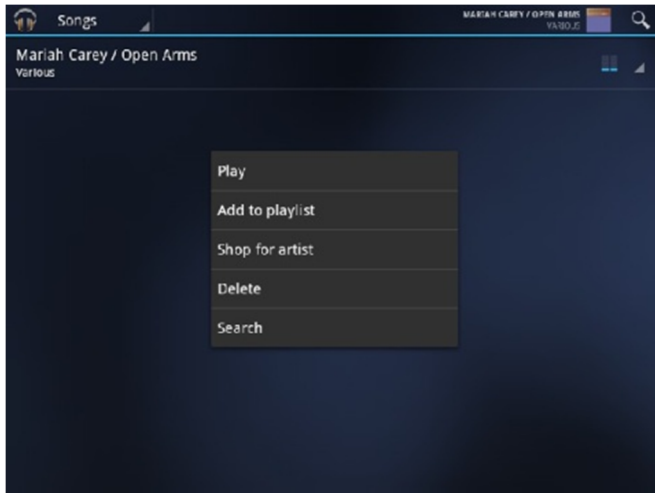 Songs
MARIAH CAREY / OPEN ARMS
VARIOUS
Mariah Carey / Open Arms
Various
Play
Add to playlist
Shop for artist
Delete
Search